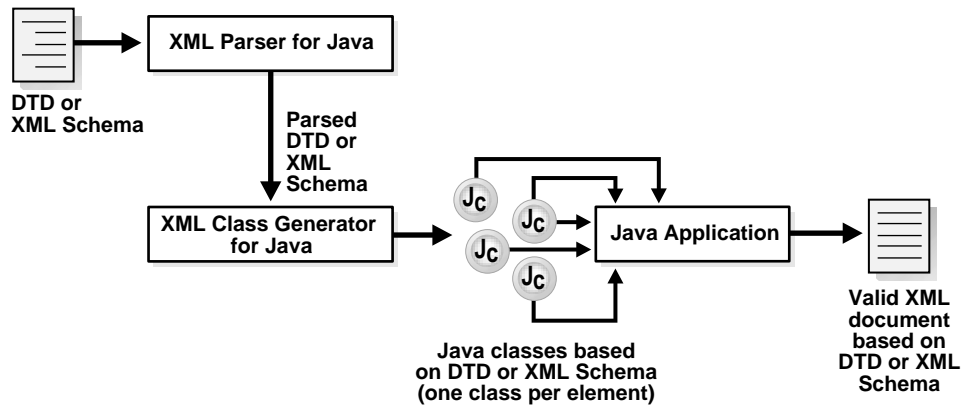 XML Parser for Java
DTD or
XML Schema
Parsed
DTD or
XML
Schema
XML Class Generator
for Java
Jc
Jc
Jc
Jc
Java Application
Java classes based
on DTD or XML Schema
(one class per element)
Valid XML
document
based on
DTD or XML
Schema